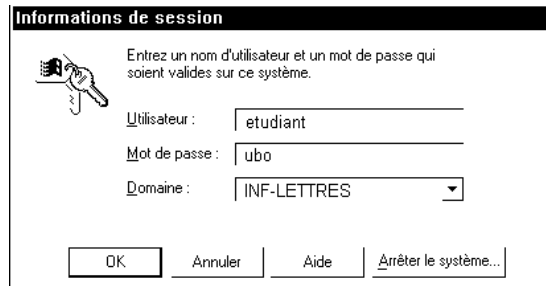 Informations de session
Entrez un nom d'utilisateur et un mot de passe qui
soient valides sur ce système.
Utilisateur : etudiant
Mot de passe : ubo
Domaine : INF-LETTRES
OK Annuler Aide Arrêter le système...